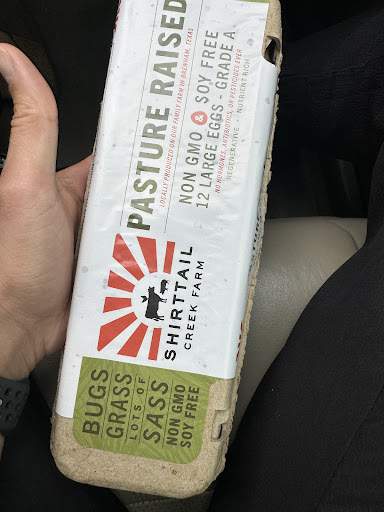 PASTURE RAISED
LOCALLY PRODUCED ON OUR FAMILY FARM IN BRENHAM, TEXAS
NON GMO & SOY FREE
12 LARGE EGGS - GRADE A
NO HORMONES, ANTIBIOTICS, OR PESTICIDES EVER
REGENERATIVE NUTRIENT RICH
SHIRTTAIL
CREEK FARM
BUGS
GRASS
LOTS OF
SASS
NON GMO
SOY FREE